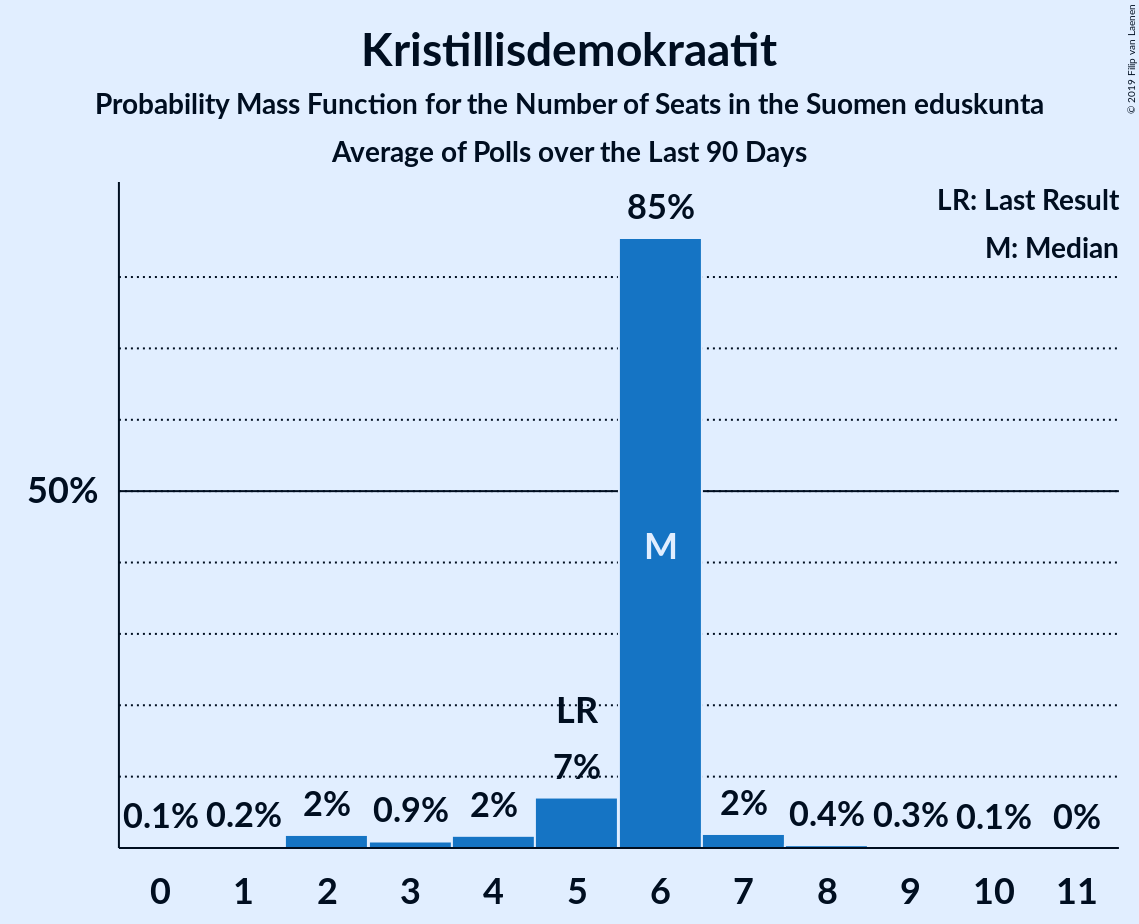 Kristillisdemokraatit
Probability Mass Function for the Number of Seats in the Suomen eduskunta
Average of Polls over the Last 90 Days
© 2019 Filip van Laenen
LR: Last Result
M: Median
85%
50%
M
LR
7%
0.1% 0.2% 2% 0.9% 2% 2% 0.4% 0.3% 0.1% 0%
0 1 2 3 4 5 6 7 8 9 10 11